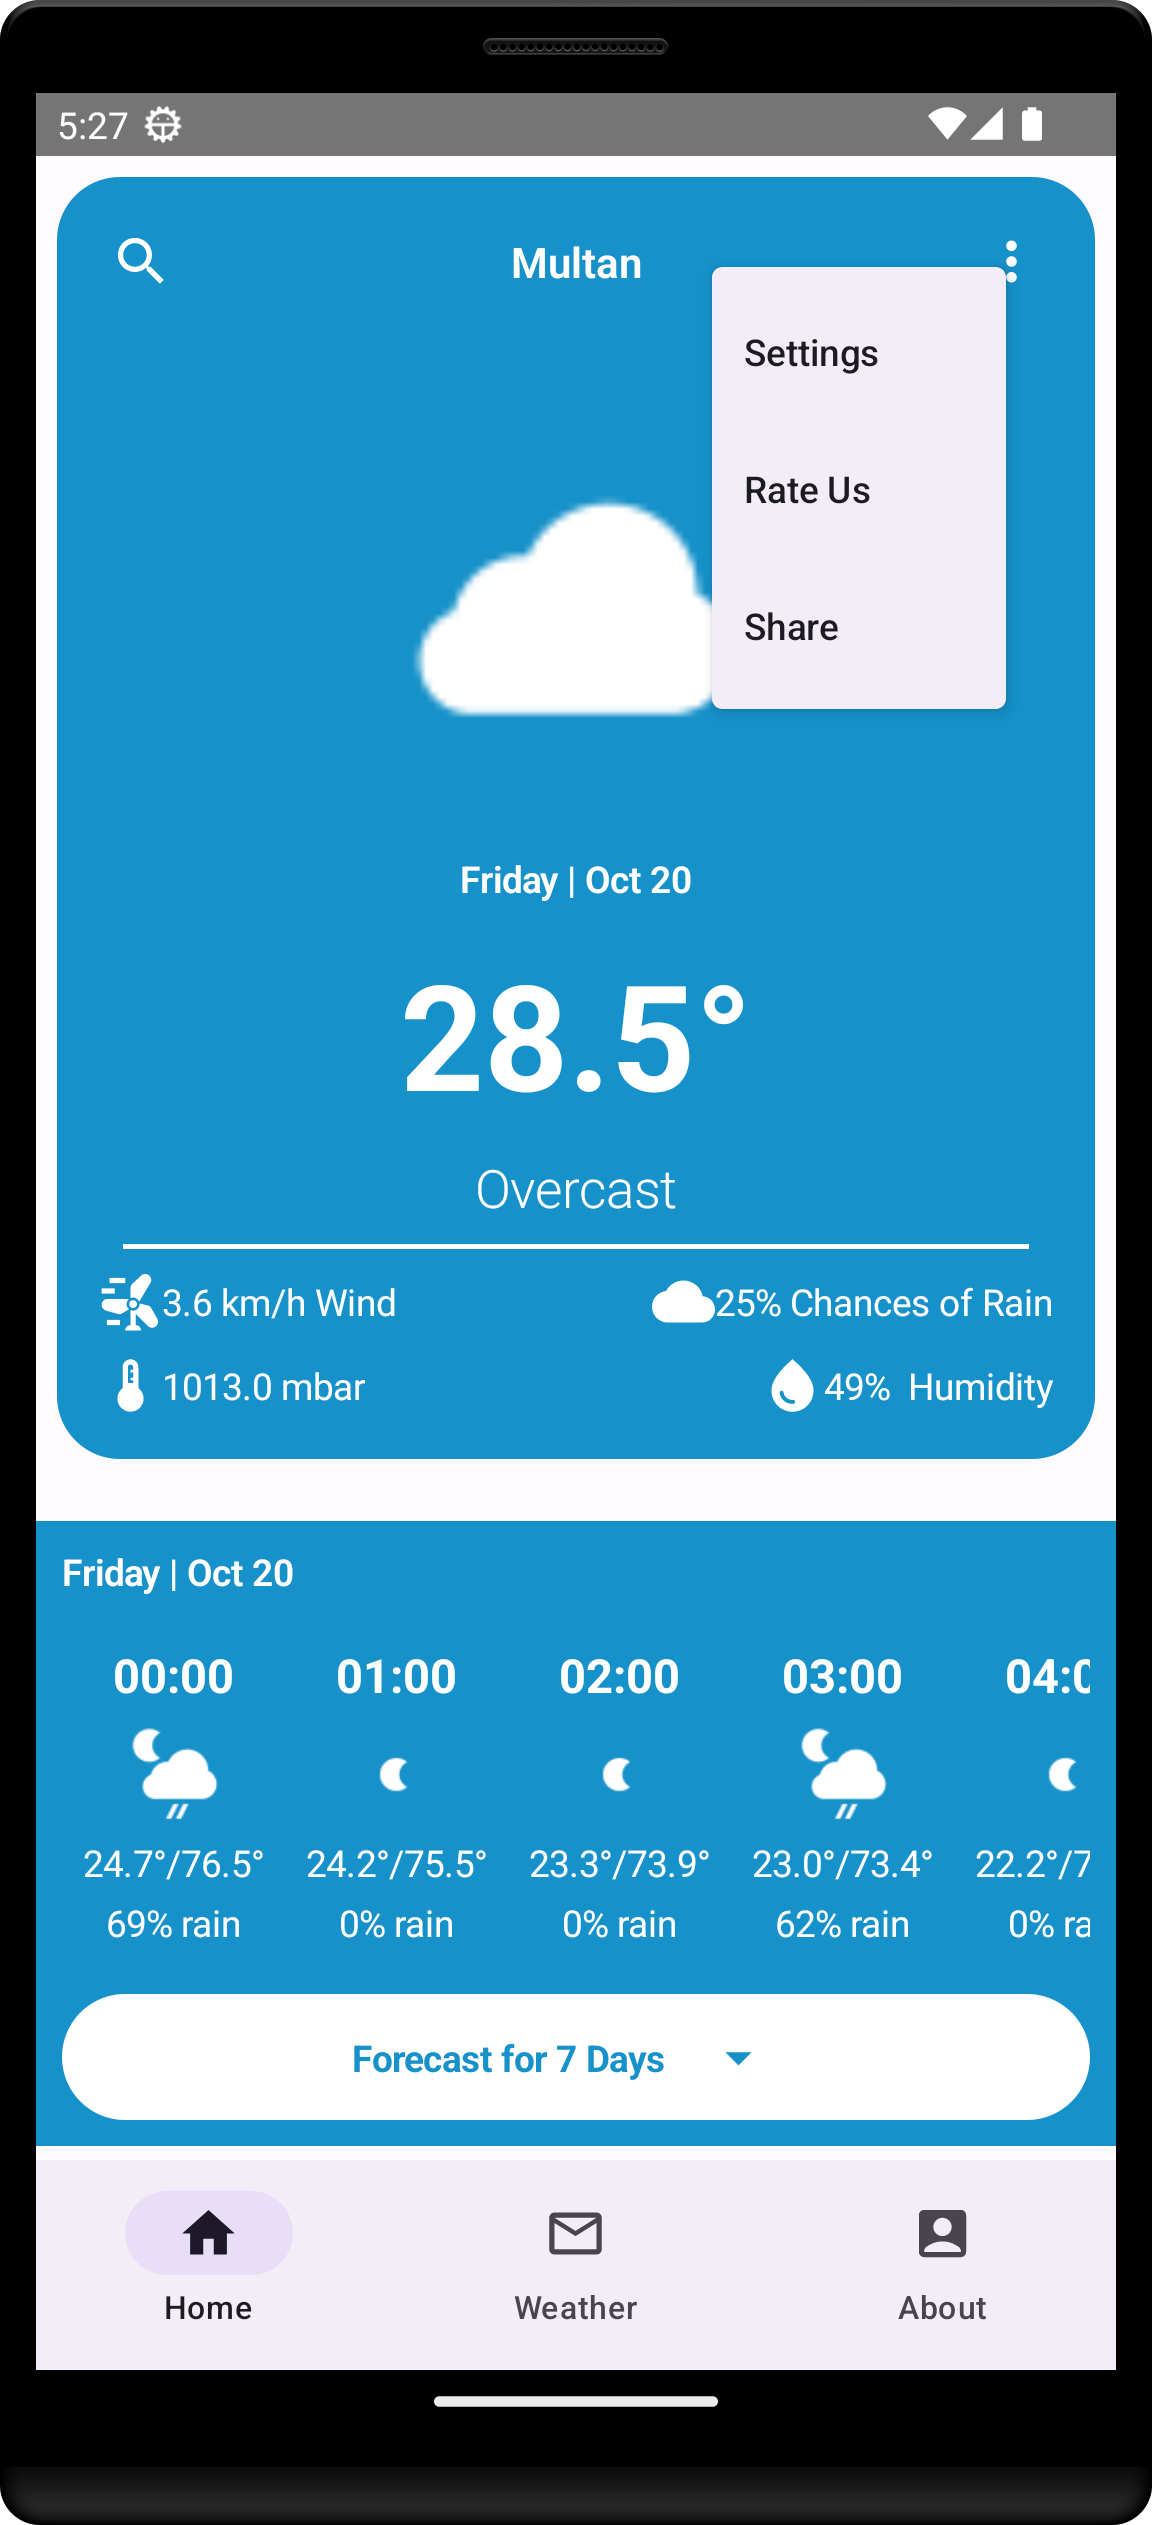 5:27
Multan
Settings
Rate Us
Share
Friday | Oct 20
28.5°
Overcast
3.6 km/h Wind 25% Chances of Rain
1013.0 mbar 49% Humidity
Friday | Oct 20
00:00 01:00 02:00 03:00 04:0
24.7°/76.5° 24.2°/75.5° 23.3°/73.9° 23.0°/73.4° 22.2°/7
69% rain 0% rain 0% rain 62% rain 0% ra
Forecast for 7 Days
Home Weather About